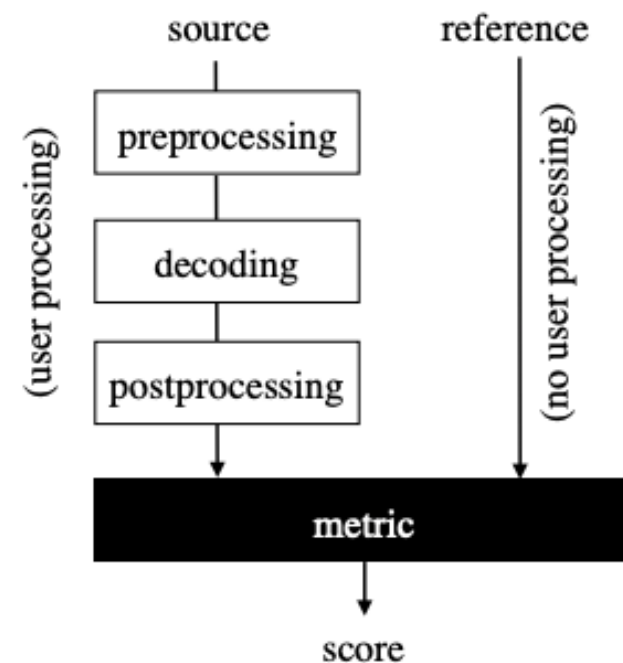 source
reference
preprocessing
(user processing)
(no user processing)
decoding
postprocessing
metric
score